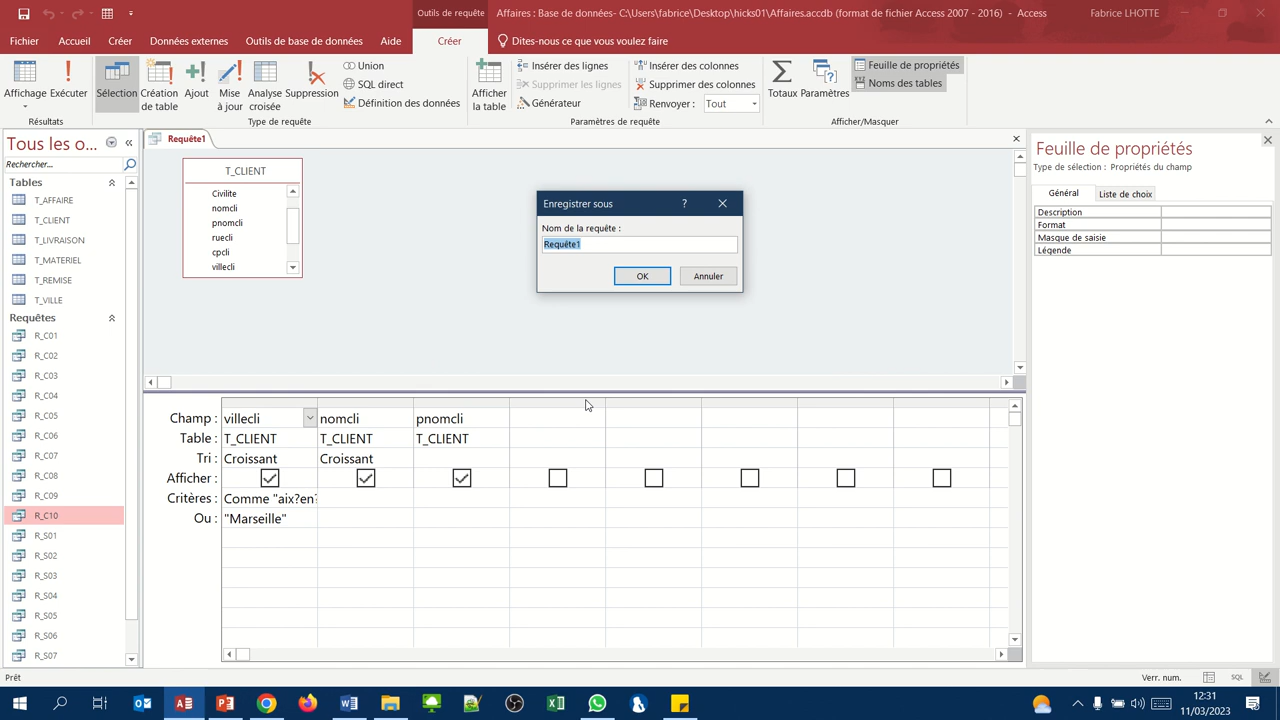 Outils de requête
Affaires : Base de données- C:\Users\fabrice\Desktop\hicks01\Affaires.accdb (format de fichier Access 2007 - 2016) - Access
Fabrice LHOTTE
Fichier Accueil Créer Données externes Outils de base de données Aide Créer Dites-nous ce que vous voulez faire
Affichage
Exécuter
Résultats
Sélection
Création de table
Ajout
Mise à jour
Analyse croisée
Suppression
Union
SQL direct
Définition des données
Type de requête
Afficher la table
Insérer des lignes
Supprimer les lignes
Générateur
Insérer des colonnes
Supprimer des colonnes
Renvoyer : Tout
Paramètres de requête
Totaux
Paramètres
Feuille de propriétés
Noms des tables
Afficher/Masquer
Tous les o...
Rechercher...
Tables
T_AFFAIRE
T_CLIENT
T_LIVRAISON
T_MATERIEL
T_REMISE
T_VILLE
Requêtes
R_C01
R_C02
R_C03
R_C04
R_C05
R_C06
R_C07
R_C08
R_C09
R_C10
R_S01
R_S02
R_S03
R_S04
R_S05
R_S06
R_S07
Requête1
T_CLIENT
Civilite
nomcli
pnomcli
ruecli
cpcli
villecli
Enregistrer sous
?
Nom de la requête :
Requête1
OK Annuler
Champ : villecli nomcli pnomcli
Table : T_CLIENT T_CLIENT T_CLIENT
Tri : Croissant Croissant
Afficher :
Critères : Comme "aix?en?
Ou : "Marseille"
Feuille de propriétés
Type de sélection : Propriétés du champ
Général Liste de choix
Description
Format
Masque de saisie
Légende
Prêt
Verr. num.
SQL
12:31
11/03/2023